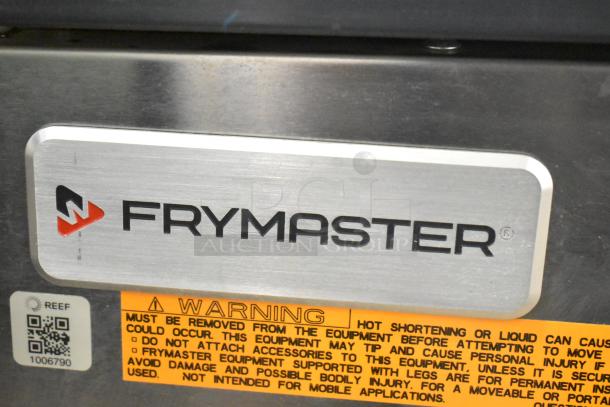 FRYMASTER®
AUCTION GROUP
REEF
1006790
⚠ WARNING
HOT SHORTENING OR LIQUID CAN CAUS
MUST BE REMOVED FROM THE EQUIPMENT BEFORE ATTEMPTING TO MOVE
COULD OCCUR. THIS EQUIPMENT MAY TIP AND CAUSE PERSONAL INJURY IF
□ DO NOT ATTACH ACCESSORIES TO THIS EQUIPMENT, UNLESS IT IS SECUR
□ FRYMASTER EQUIPMENT SUPPORTED WITH LEGS ARE FOR PERMANENT INS
AVOID DAMAGE AND POSSIBLE BODILY INJURY. FOR A MOVEABLE OR PORTA
USED. NOT INTENDED FOR MOBILE APPLICATIONS.